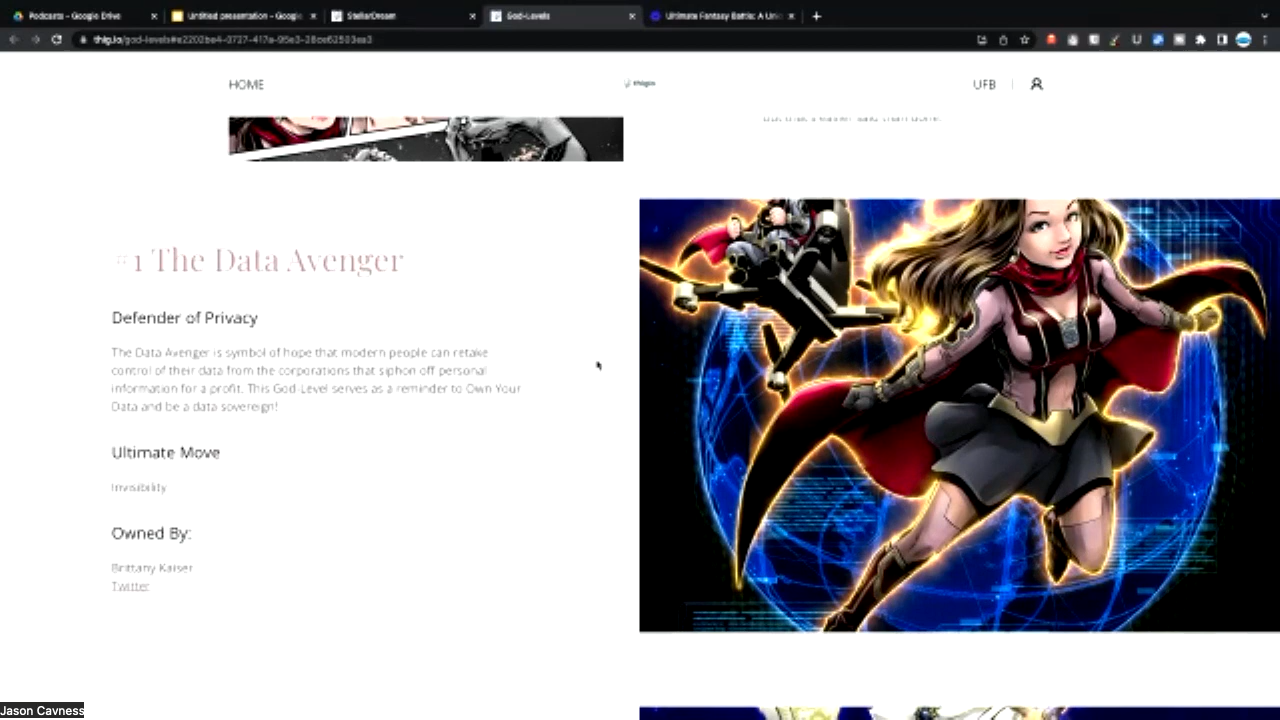 Podcasts – Google Drive
Untitled presentation – Google
StellarDream
God-Levels
Ultimate Fantasy Battle: A Uni
HOME
UFB
#1 The Data Avenger
Defender of Privacy
The Data Avenger is symbol of hope that modern people can retake
control of their data from the corporations that siphon off personal
information for a profit. This God-Level serves as a reminder to Own Your
Data and be a data sovereign!
Ultimate Move
Invisibility
Owned By:
Brittany Kaiser
Twitter
Jason Cavness